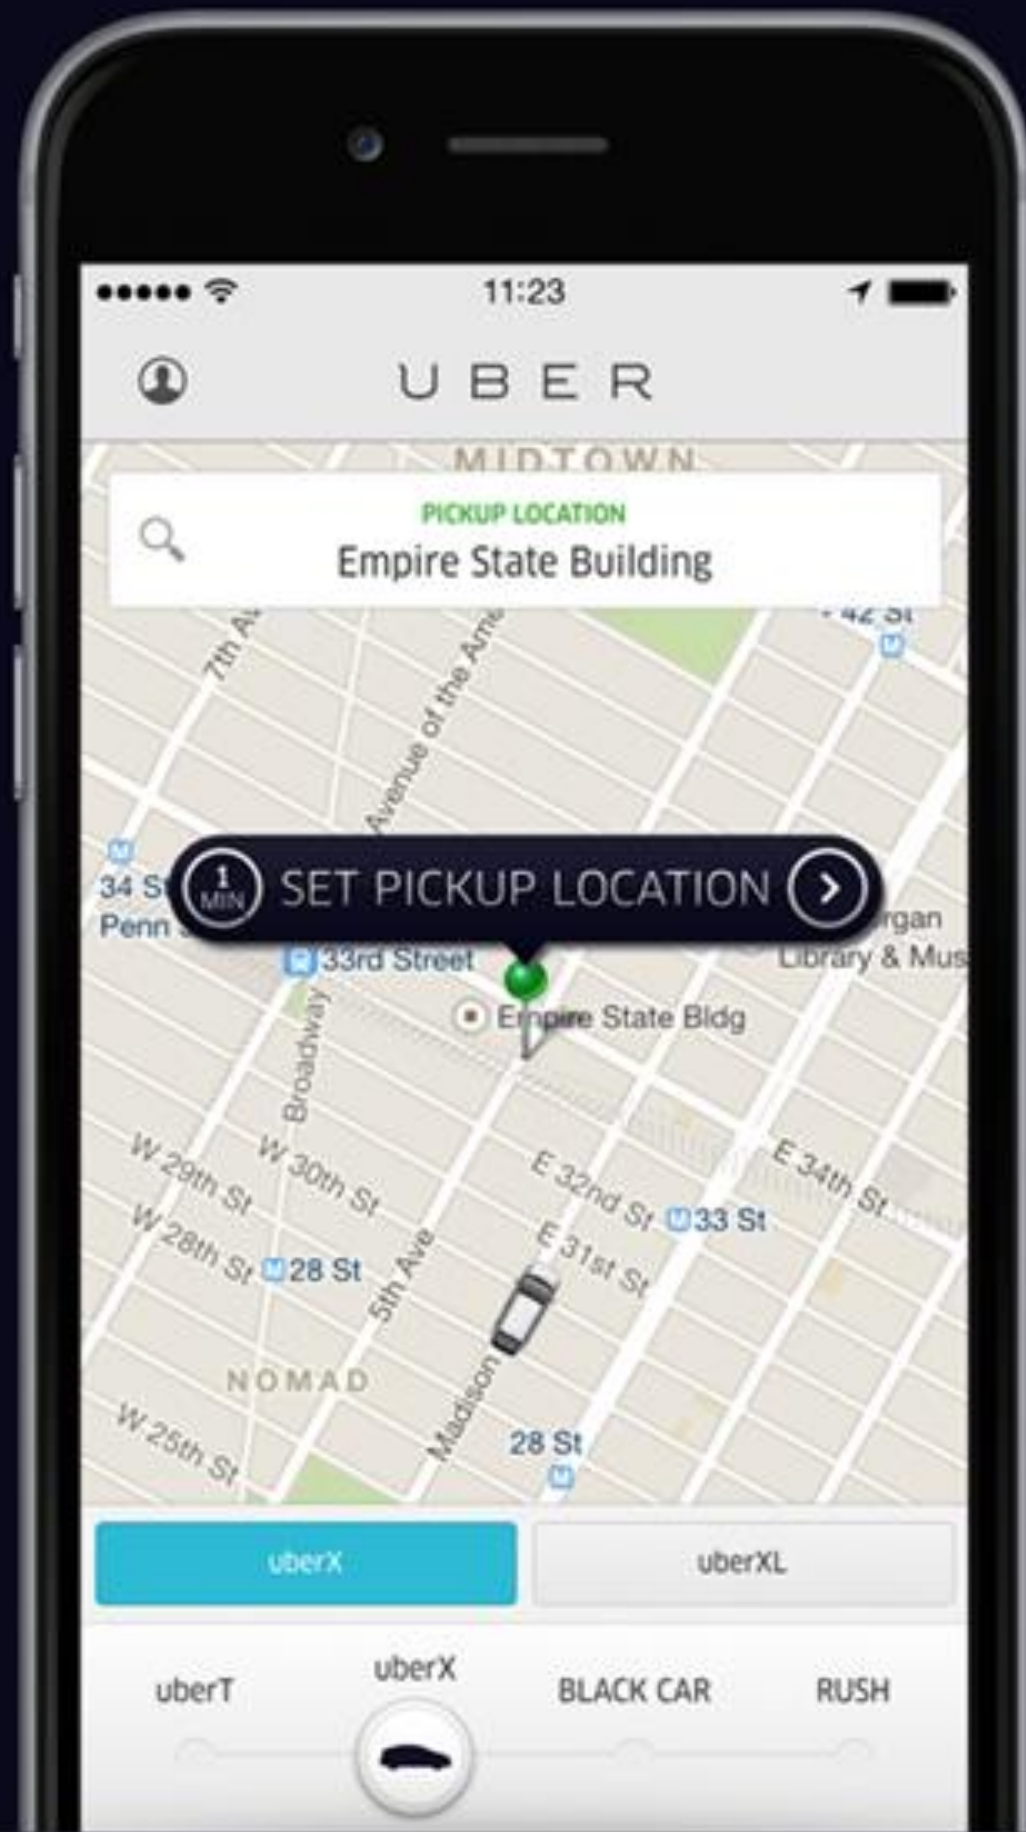 11:23
UBER
MIDTOWN
PICKUP LOCATION
Empire State Building
42 St
7th Av
Avenue of the Ame
1 MIN
SET PICKUP LOCATION
34 S
Penn
rgan
Library & Mus
33rd Street
Empire State Bldg
Broadway
W 29th St
W 30th St
E 32nd St
E 34th St
33 St
W 28th St
28 St
5th Ave
E 31st St
NOMAD
Madison
W 25th St
28 St
uberX
uberXL
uberT
uberX
BLACK CAR
RUSH